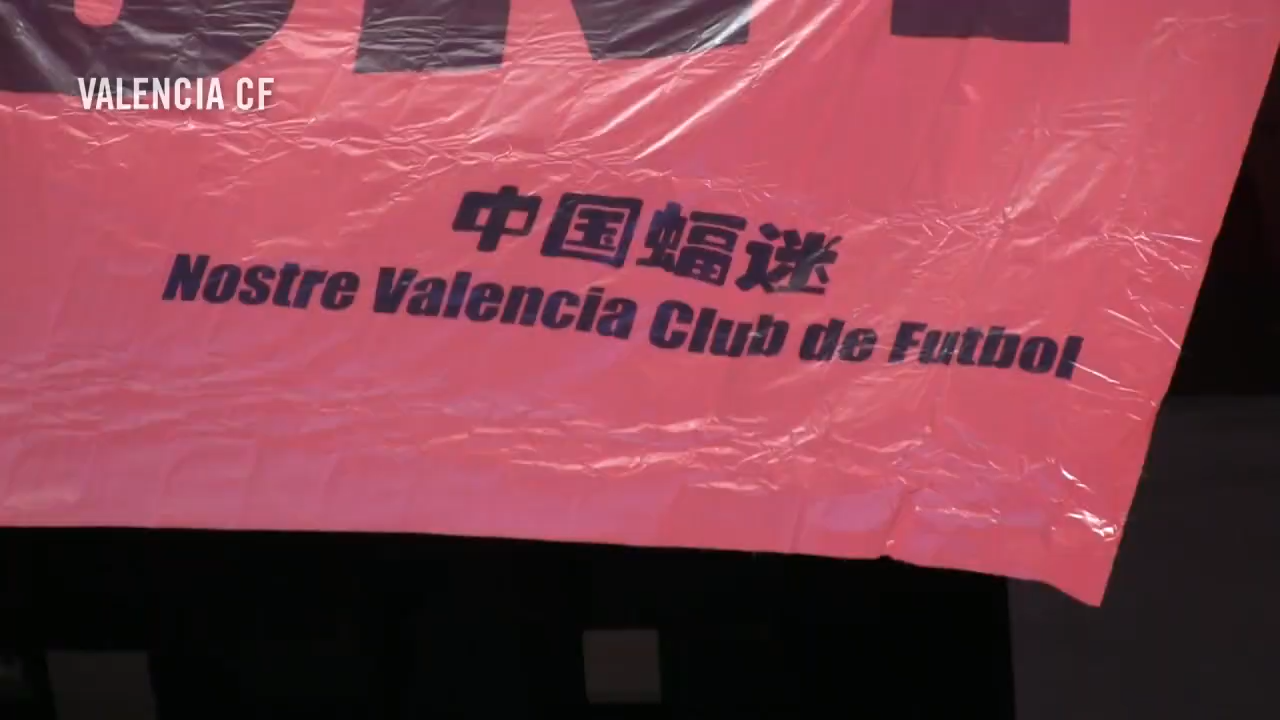 VALENCIA CF
中国蝠迷
Nostre Valencia Club de Futbol